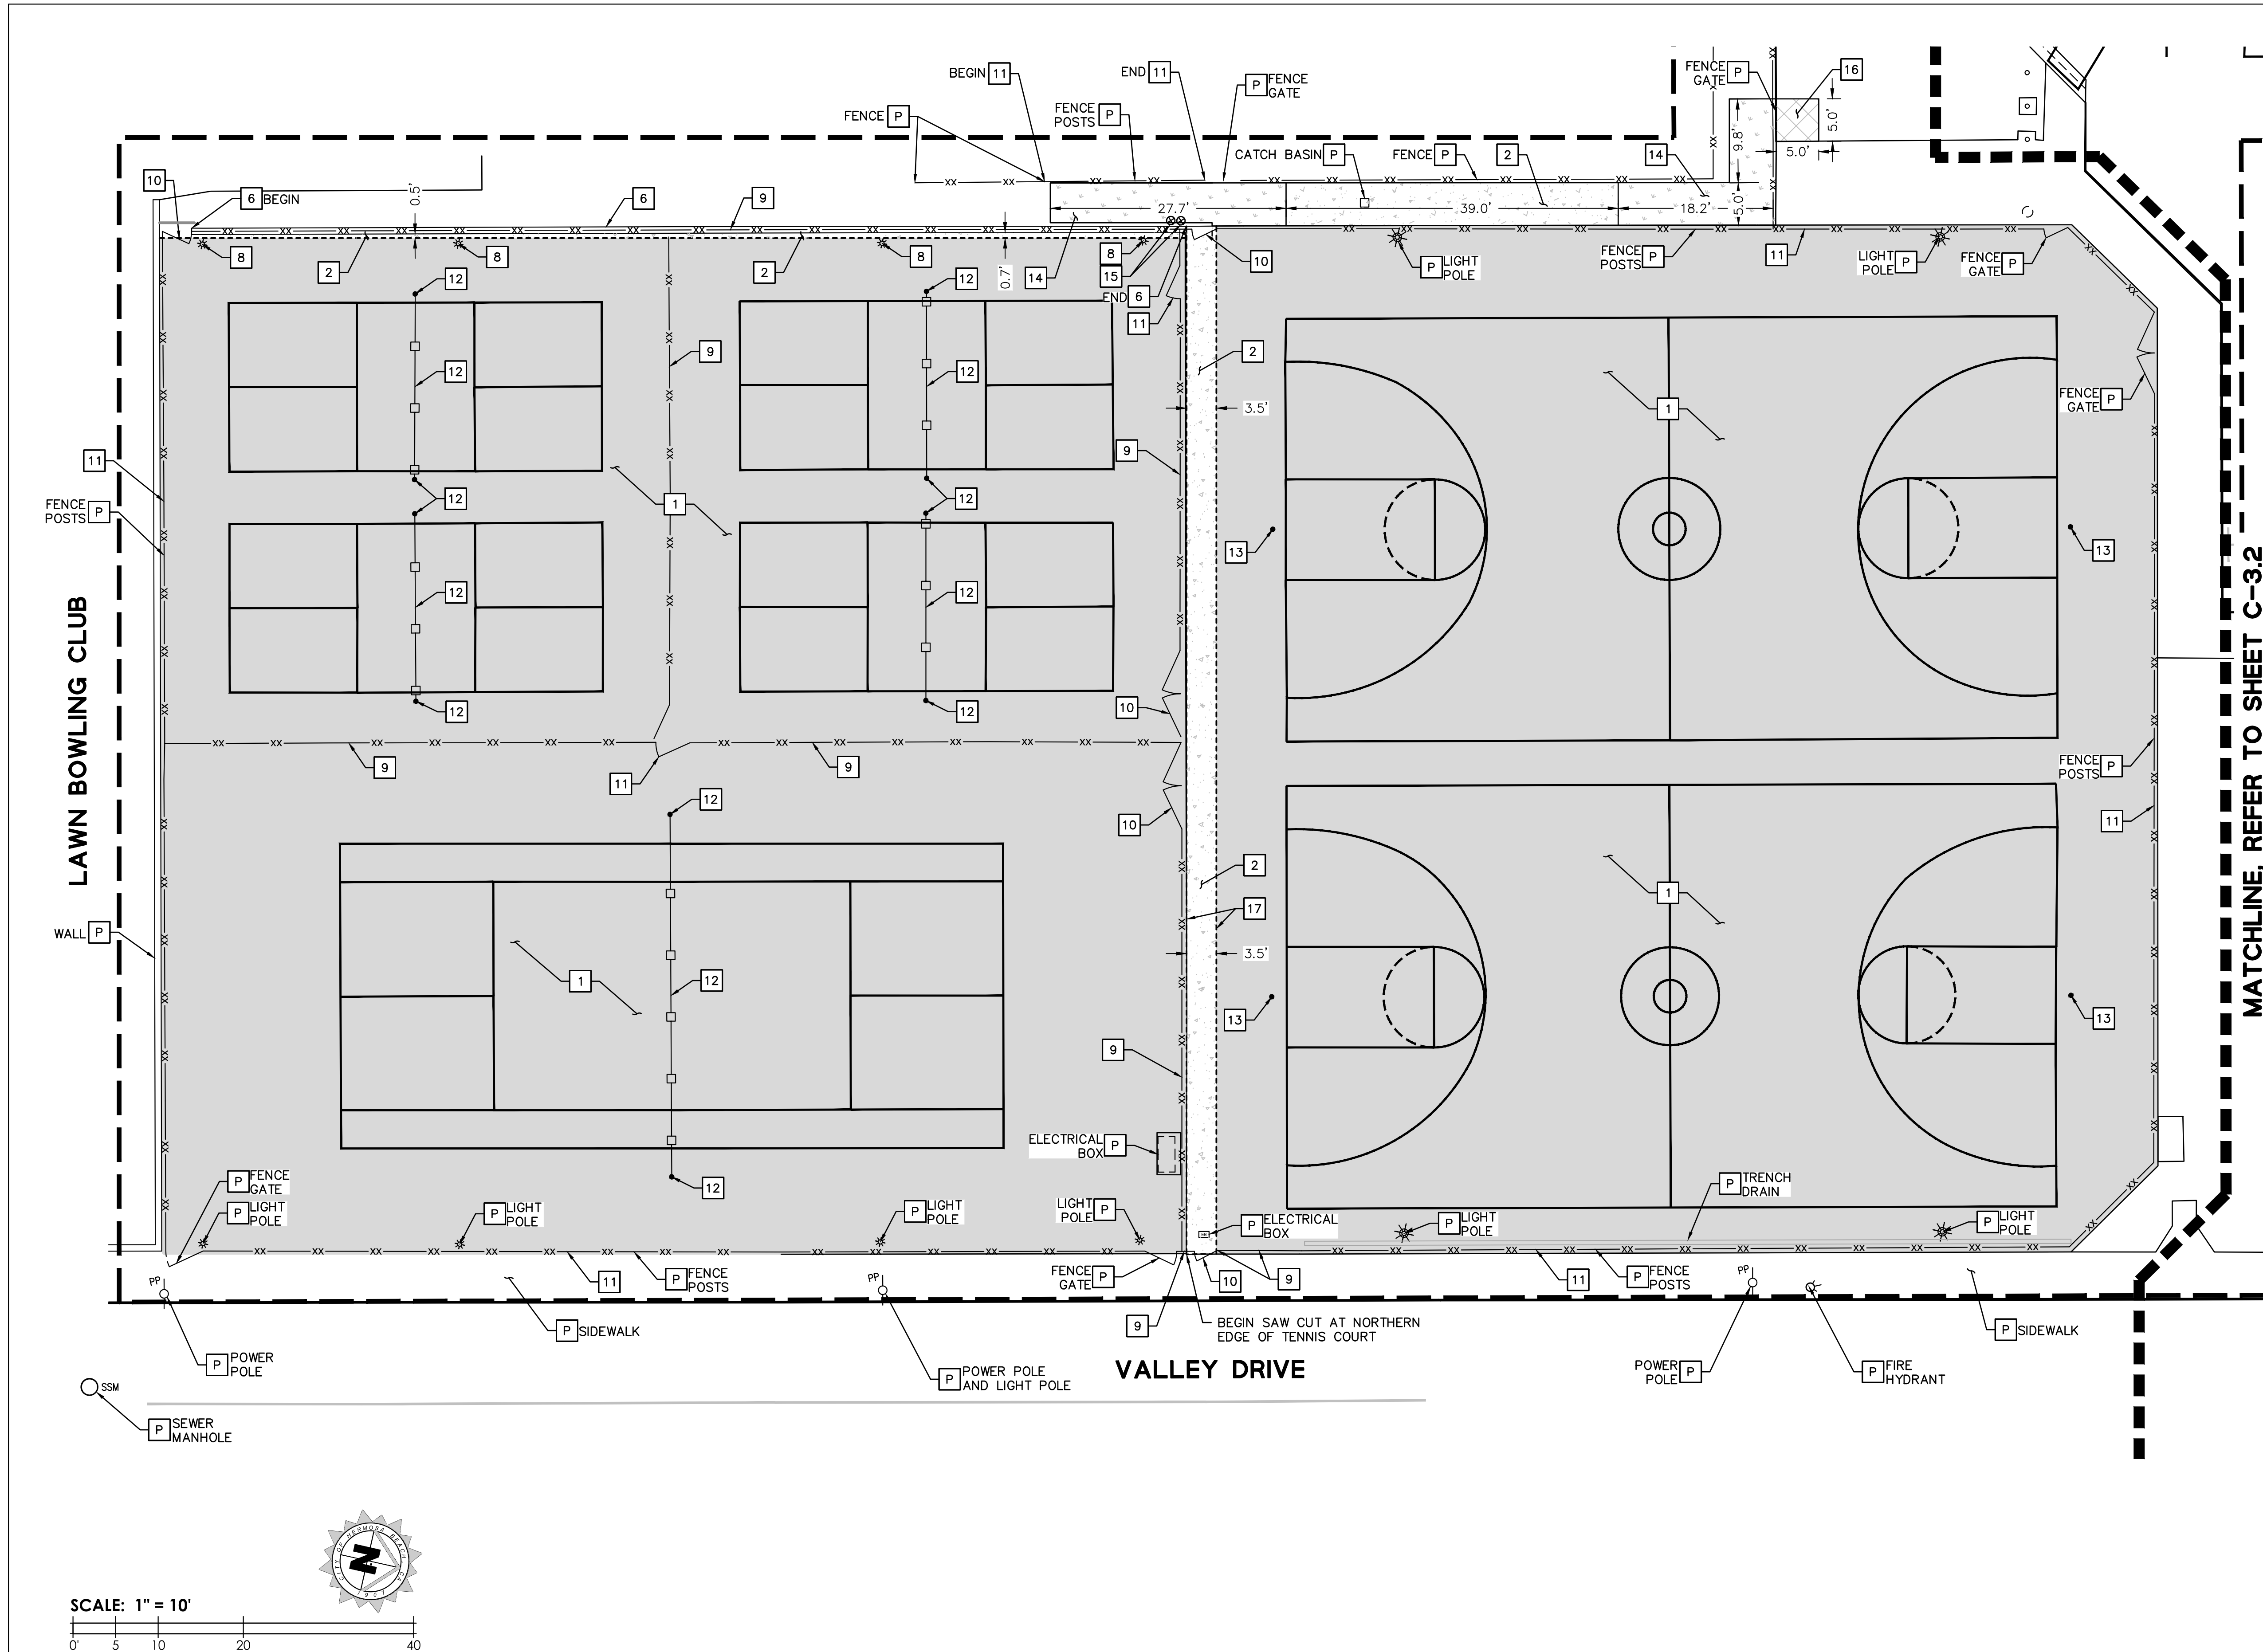 BEGIN 11
END 11
P FENCE
GATE
FENCE
GATE P
16
FENCE P
FENCE
POSTS P
9.8'
5.0'
5.0'
CATCH BASIN P
FENCE P
2
14
10
6 BEGIN
0.5'
6
9
27.7'
39.0'
18.2'
5.0'
8
2
8
2
8
0.7'
14
8
15
END 6
11
10
P LIGHT
POLE
FENCE
POSTS P
11
LIGHT
POLE P
FENCE
GATE P
12
12
9
2
12
12
3.5'
1
FENCE
GATE P
11
9
FENCE
POSTS P
12
1
12
13
13
12
12
LAWN BOWLING CLUB
MATCHLINE, REFER TO SHEET C-3.2
12
12
10
9
11
9
FENCE
POSTS P
12
10
11
2
1
17
WALL P
3.5'
1
12
13
13
9
ELECTRICAL
BOX P
P FENCE
GATE
12
P TRENCH
DRAIN
P LIGHT
POLE
P LIGHT
POLE
P LIGHT
POLE
LIGHT
POLE P
P ELECTRICAL
BOX
P LIGHT
POLE
P LIGHT
POLE
PP
11
P FENCE
POSTS
PP
FENCE
GATE P
10
9
11
P FENCE
POSTS
PP
P SIDEWALK
9
BEGIN SAW CUT AT NORTHERN
EDGE OF TENNIS COURT
P SIDEWALK
P POWER
POLE
P POWER POLE
AND LIGHT POLE
VALLEY DRIVE
POWER
POLE P
P FIRE
HYDRANT
SSM
P SEWER
MANHOLE
CITY OF HERMOSA BEACH, CA
1907
N
SCALE: 1" = 10'
0' 5 10 20 40